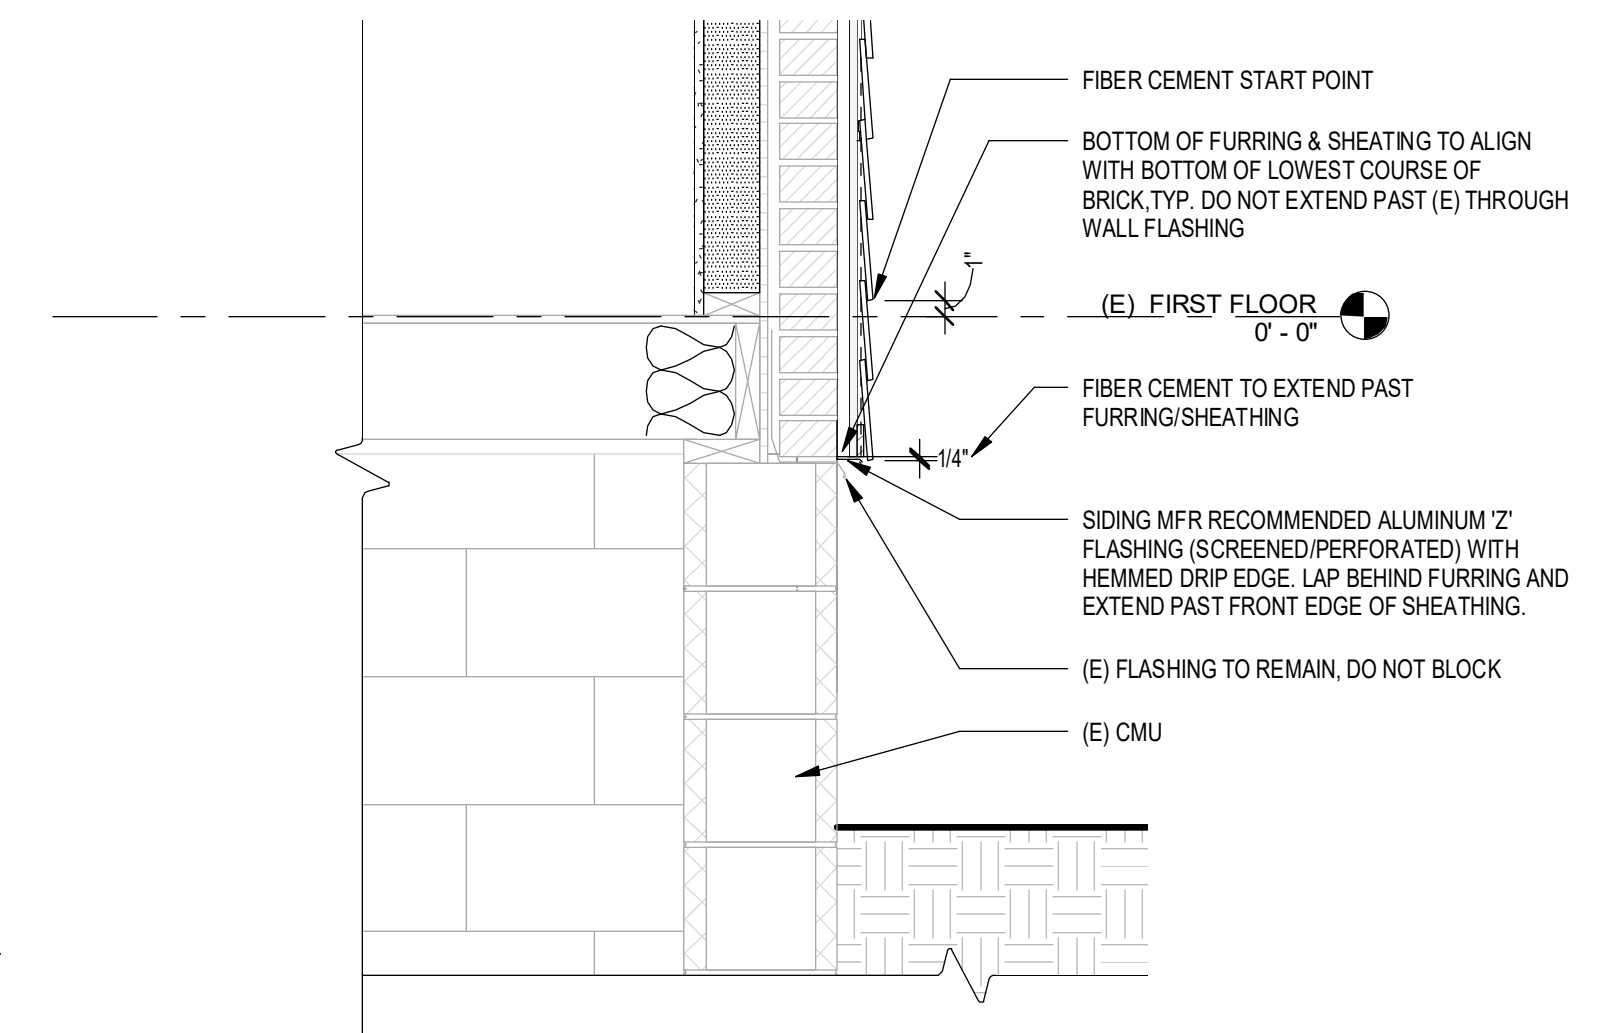 FIBER CEMENT START POINT
BOTTOM OF FURRING & SHEATING TO ALIGN
WITH BOTTOM OF LOWEST COURSE OF
BRICK,TYP. DO NOT EXTEND PAST (E) THROUGH
WALL FLASHING
1"
(E) FIRST FLOOR
0' - 0"
FIBER CEMENT TO EXTEND PAST
FURRING/SHEATHING
1/4"
SIDING MFR RECOMMENDED ALUMINUM 'Z'
FLASHING (SCREENED/PERFORATED) WITH
HEMMED DRIP EDGE. LAP BEHIND FURRING AND
EXTEND PAST FRONT EDGE OF SHEATHING.
(E) FLASHING TO REMAIN, DO NOT BLOCK
(E) CMU